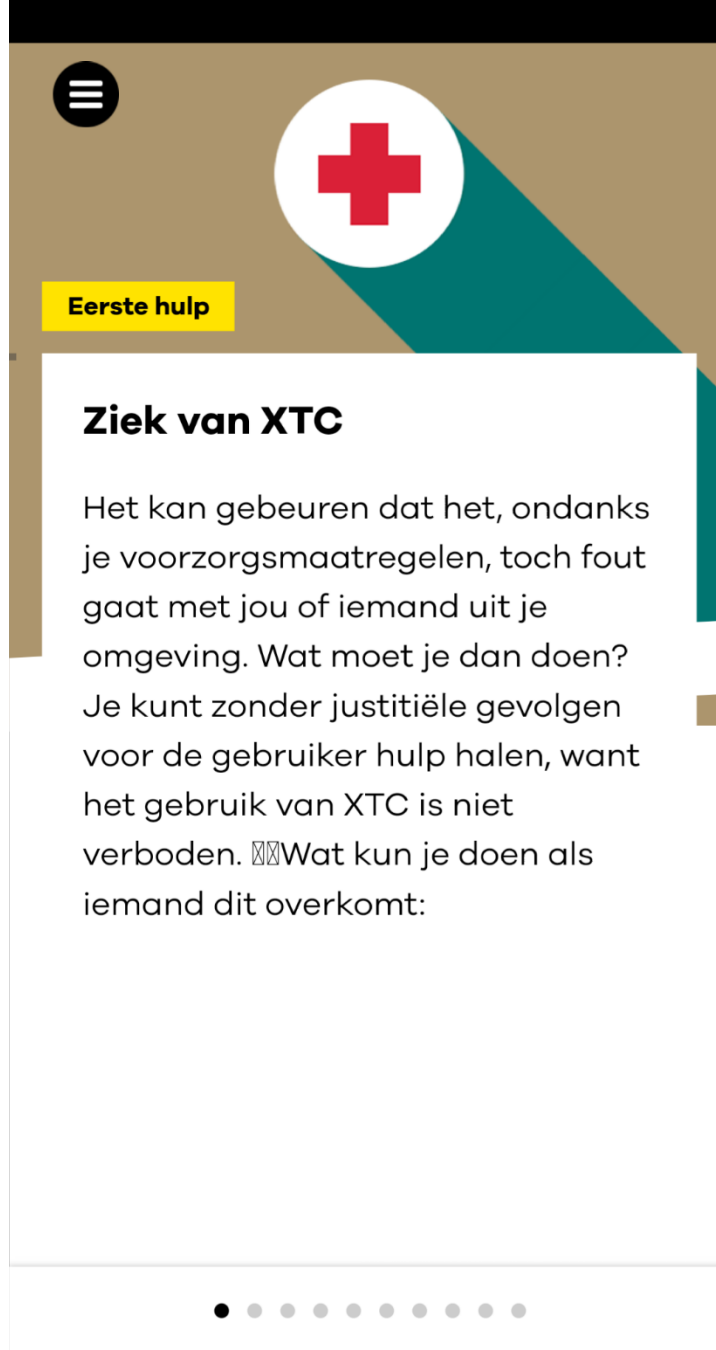 Eerste hulp
Ziek van XTC
Het kan gebeuren dat het, ondanks
je voorzorgsmaatregelen, toch fout
gaat met jou of iemand uit je
omgeving. Wat moet je dan doen?
Je kunt zonder justitiële gevolgen
voor de gebruiker hulp halen, want
het gebruik van XTC is niet
verboden. Wat kun je doen als
iemand dit overkomt: